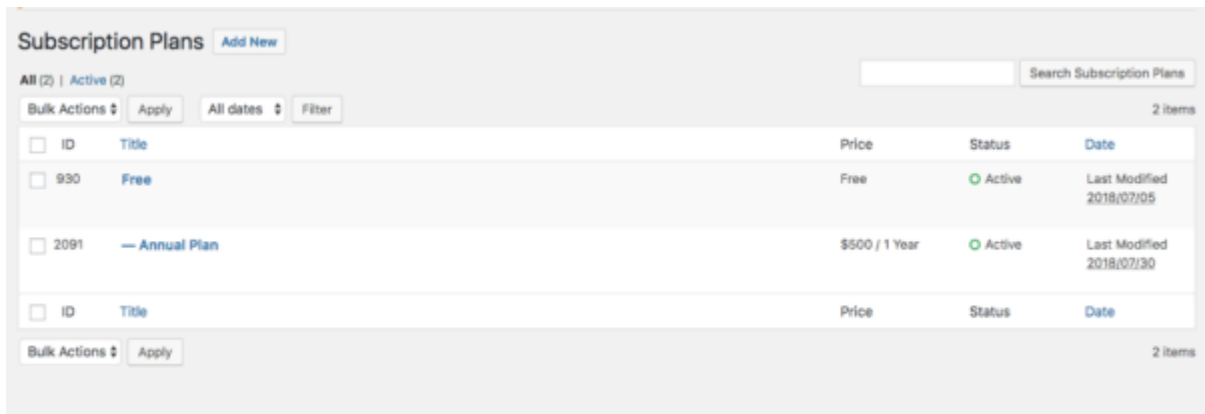 Subscription Plans Add New
All (2) | Active (2)
Search Subscription Plans
Bulk Actions Apply All dates Filter 2 items
ID Title Price Status Date
930 Free Free Active Last Modified
2018/07/05
2091 — Annual Plan $500 / 1 Year Active Last Modified
2018/07/30
ID Title Price Status Date
Bulk Actions Apply 2 items